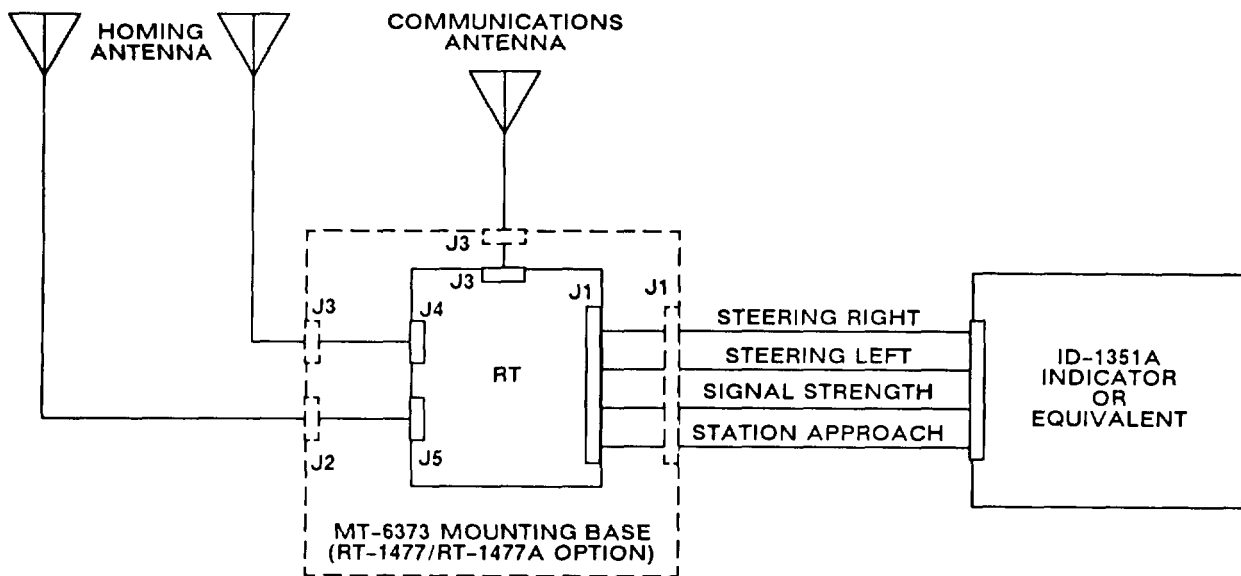 HOMING
ANTENNA
COMMUNICATIONS
ANTENNA
J3
J3
J3
J4
J1
J1
STEERING RIGHT
STEERING LEFT
SIGNAL STRENGTH
STATION APPROACH
RT
ID-1351A
INDICATOR
OR
EQUIVALENT
J2
J5
MT-6373 MOUNTING BASE
(RT-1477/RT-1477A OPTION)